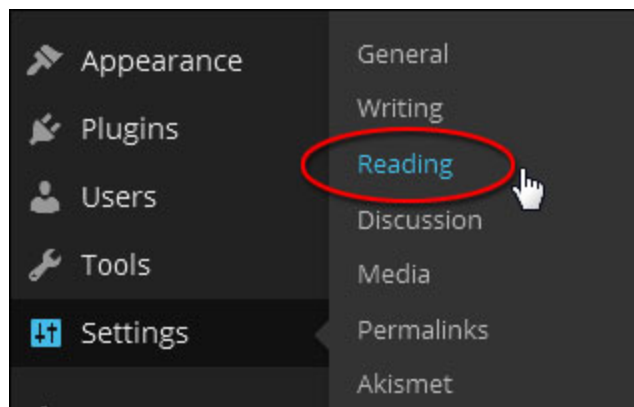 Appearance
Plugins
Users
Tools
Settings
General
Writing
Reading
Discussion
Media
Permalinks
Akismet